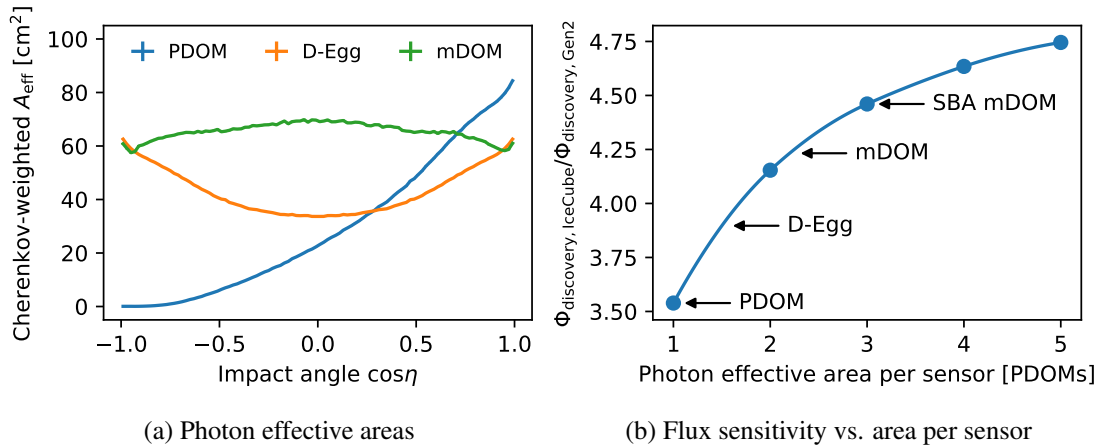 Cherenkov-weighted A_eff [cm²]
100
80
60
40
20
0
PDOM D-Egg mDOM
−1.0 −0.5 0.0 0.5 1.0
Impact angle cosη
(a) Photon effective areas
Φ_discovery, IceCube/Φ_discovery, Gen2
4.75
4.50
4.25
4.00
3.75
3.50
SBA mDOM
mDOM
D-Egg
PDOM
1 2 3 4 5
Photon effective area per sensor [PDOMs]
(b) Flux sensitivity vs. area per sensor